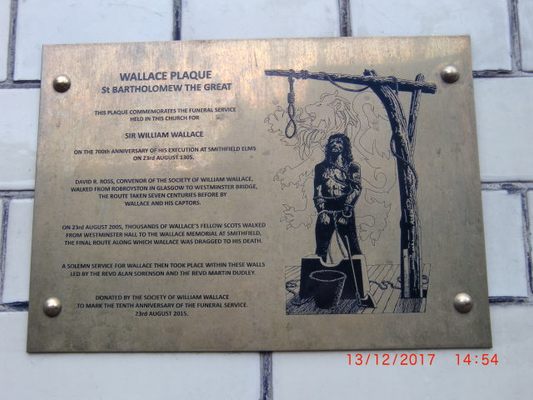 WALLACE PLAQUE
St BARTHOLOMEW THE GREAT
THIS PLAQUE COMMEMORATES THE FUNERAL SERVICE
HELD IN THIS CHURCH FOR
SIR WILLIAM WALLACE
ON THE 700th ANNIVERSARY OF HIS EXECUTION AT SMITHFIELD ELMS
ON 23rd AUGUST 1305.
DAVID R. ROSS, CONVENOR OF THE SOCIETY OF WILLIAM WALLACE,
WALKED FROM ROBROYSTON IN GLASGOW TO WESTMINSTER BRIDGE,
THE ROUTE TAKEN SEVEN CENTURIES BEFORE BY
WALLACE AND HIS CAPTORS.
ON 23rd AUGUST 2005, THOUSANDS OF WALLACE'S FELLOW SCOTS WALKED
FROM WESTMINSTER HALL TO THE WALLACE MEMORIAL AT SMITHFIELD,
THE FINAL ROUTE ALONG WHICH WALLACE WAS DRAGGED TO HIS DEATH.
A SOLEMN SERVICE FOR WALLACE THEN TOOK PLACE WITHIN THESE WALLS
LED BY THE REVD ALAN SORENSON AND THE REVD MARTIN DUDLEY.
DONATED BY THE SOCIETY OF WILLIAM WALLACE
TO MARK THE TENTH ANNIVERSARY OF THE FUNERAL SERVICE.
23rd AUGUST 2015.
13/12/2017 14:54